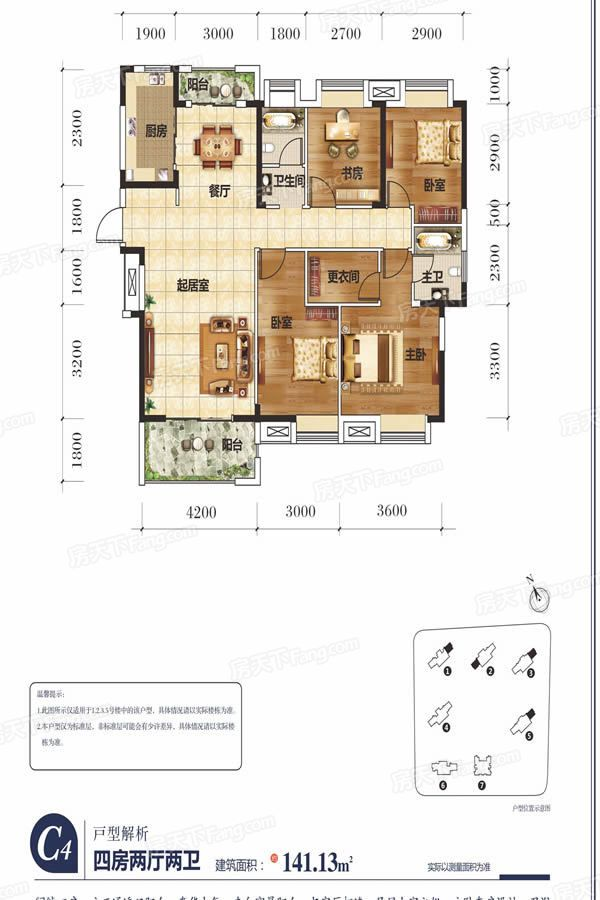 1900 3000 1800 2700 2900
2300
1800
1600
3200
1800
1000
2900
500
2300
3300
阳台
厨房
餐厅
卫生间
书房
卧室
起居室
卧室
更衣间
主卫
主卧
阳台
4200 3000 3600
N
温馨提示:
1.此图所示仅适用于1.2.3.5号楼中的该户型，具体情况请以实际楼栋为准。
2.本户型仅为标准层，非标准层可能会有少许差异，具体情况请以实际楼
栋为准。
1 2 3
4 5
6 7
户型位置示意图
C4
户型解析
四房两厅两卫 建筑面积：约141.13m²
实际以测量面积为准
房天下Fang.com